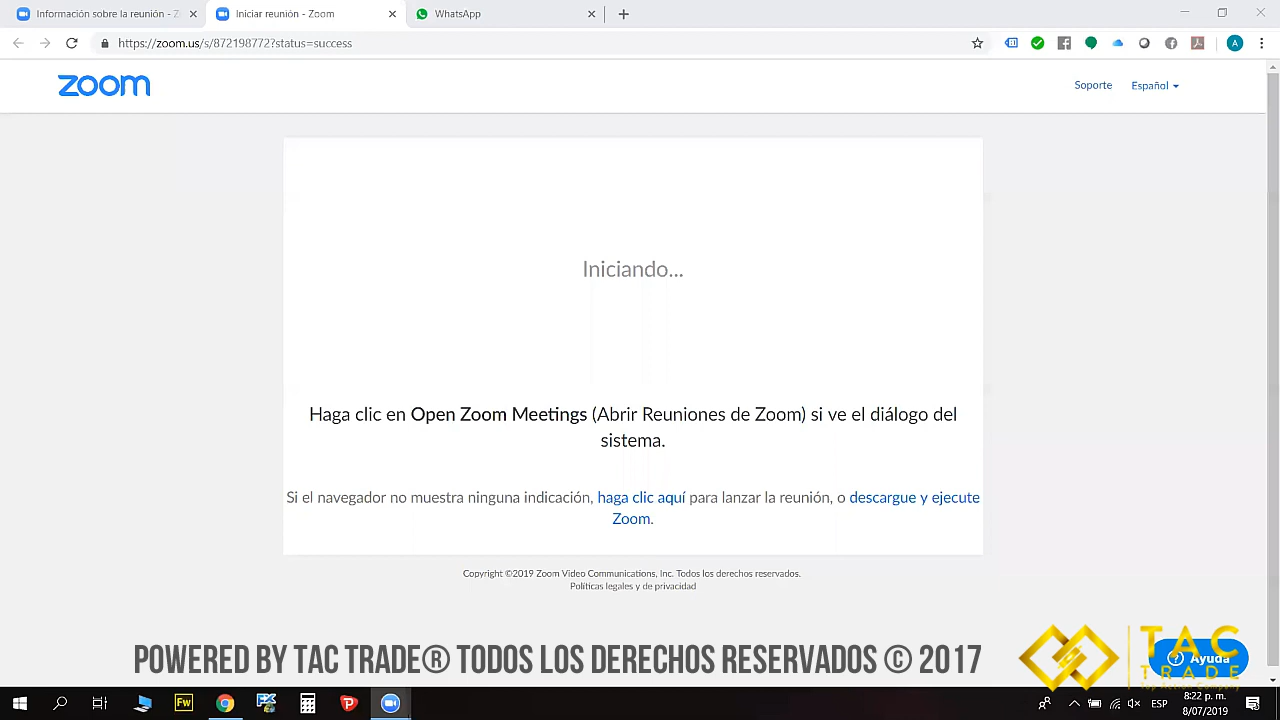 Información sobre la reunión - Z
Iniciar reunión - Zoom
WhatsApp
https://zoom.us/s/872198772?status=success
A
zoom
Soporte
Español
Iniciando...
Haga clic en Open Zoom Meetings (Abrir Reuniones de Zoom) si ve el diálogo del
sistema.
Si el navegador no muestra ninguna indicación, haga clic aquí para lanzar la reunión, o descargue y ejecute
Zoom.
Copyright ©2019 Zoom Video Communications, Inc. Todos los derechos reservados.
Políticas legales y de privacidad
POWERED BY TAC TRADE® TODOS LOS DERECHOS RESERVADOS © 2017
TAC
TRADE
Top Action Company
Ayuda
Fw
ESP
8:22 p. m.
8/07/2019